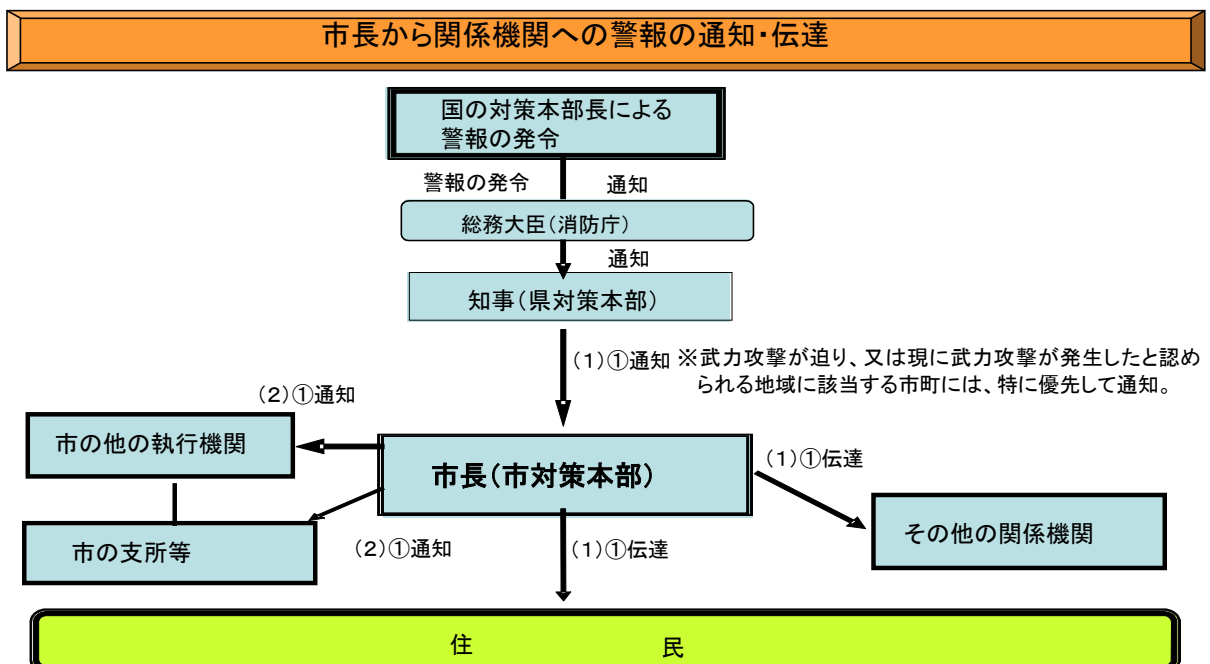 市長から関係機関への警報の通知・伝達
国の対策本部長による
警報の発令
警報の発令
通知
総務大臣(消防庁)
通知
知事(県対策本部)
(1)①通知
※武力攻撃が迫り、又は現に武力攻撃が発生したと認め
られる地域に該当する市町には、特に優先して通知。
(2)①通知
市の他の執行機関
市長(市対策本部)
(1)①伝達
その他の関係機関
市の支所等
(2)①通知
(1)①伝達
住 民